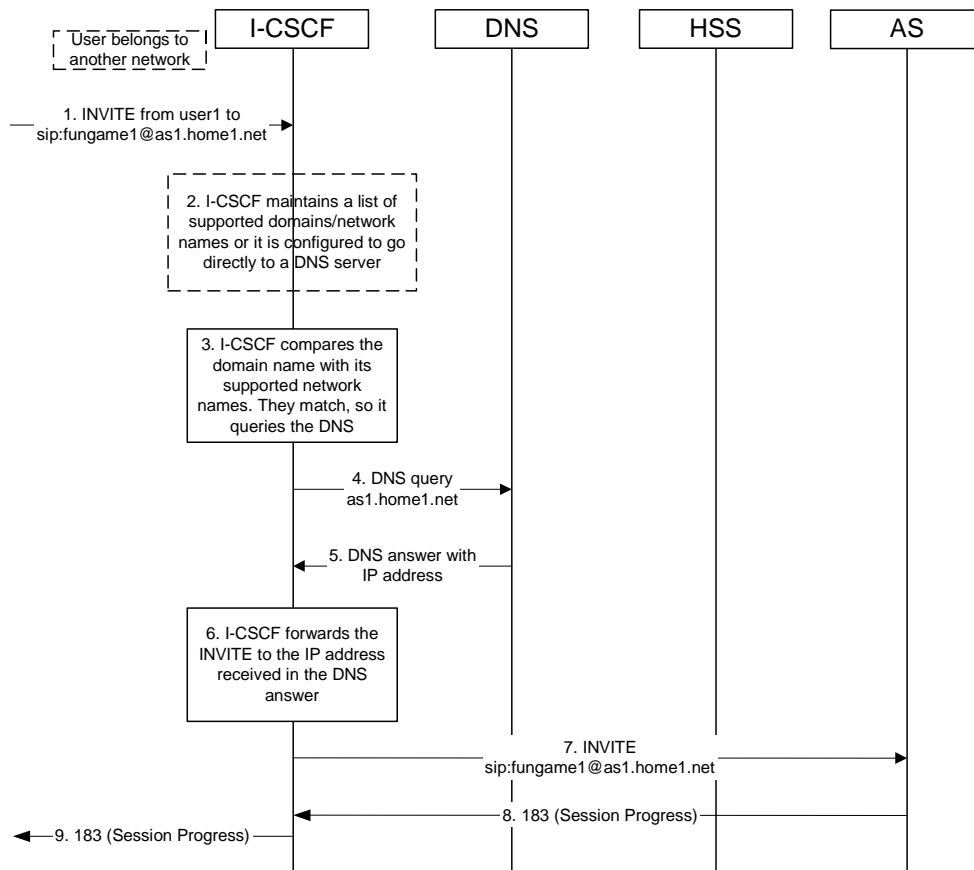 I-CSCF
DNS
HSS
AS
User belongs to
another network
1. INVITE from user1 to
sip:fungame1@as1.home1.net
2. I-CSCF maintains a list of
supported domains/network
names or it is configured to go
directly to a DNS server
3. I-CSCF compares the
domain name with its
supported network
names. They match, so it
queries the DNS
4. DNS query
as1.home1.net
5. DNS answer with
IP address
6. I-CSCF forwards the
INVITE to the IP address
received in the DNS
answer
7. INVITE
sip:fungame1@as1.home1.net
8. 183 (Session Progress)
9. 183 (Session Progress)